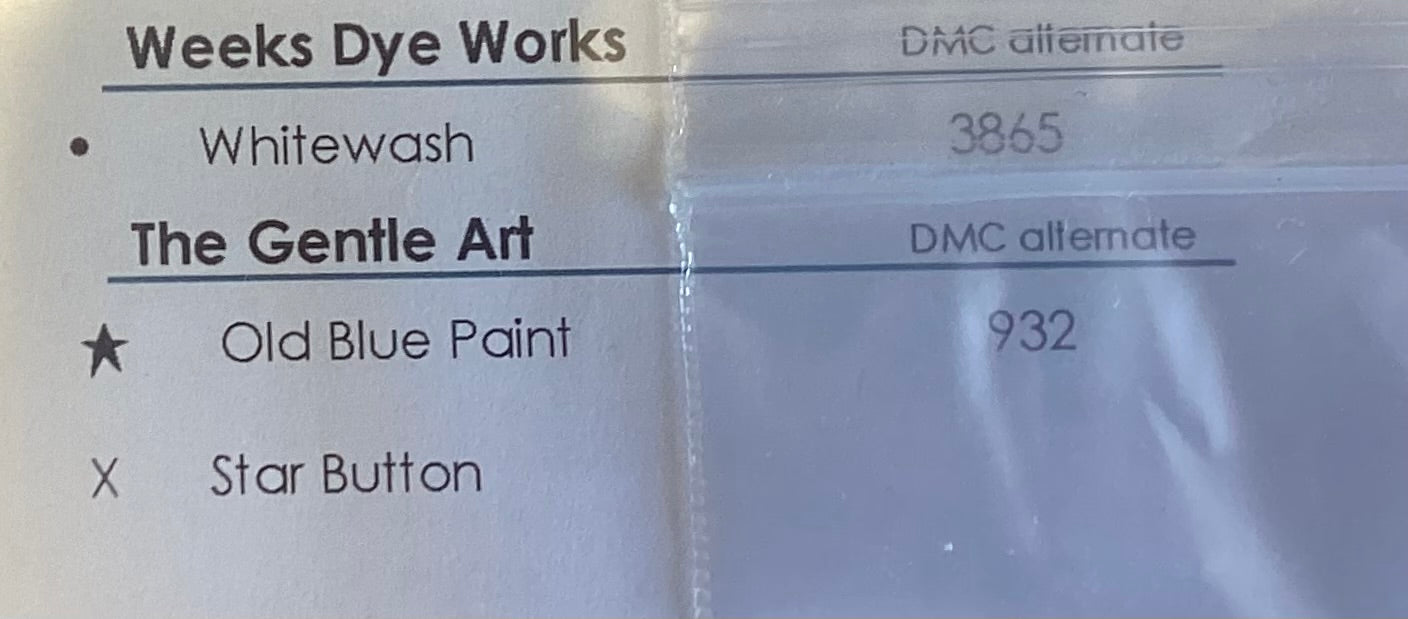 Weeks Dye Works DMC alternate
• Whitewash 3865
The Gentle Art DMC alternate
★ Old Blue Paint 932
X Star Button